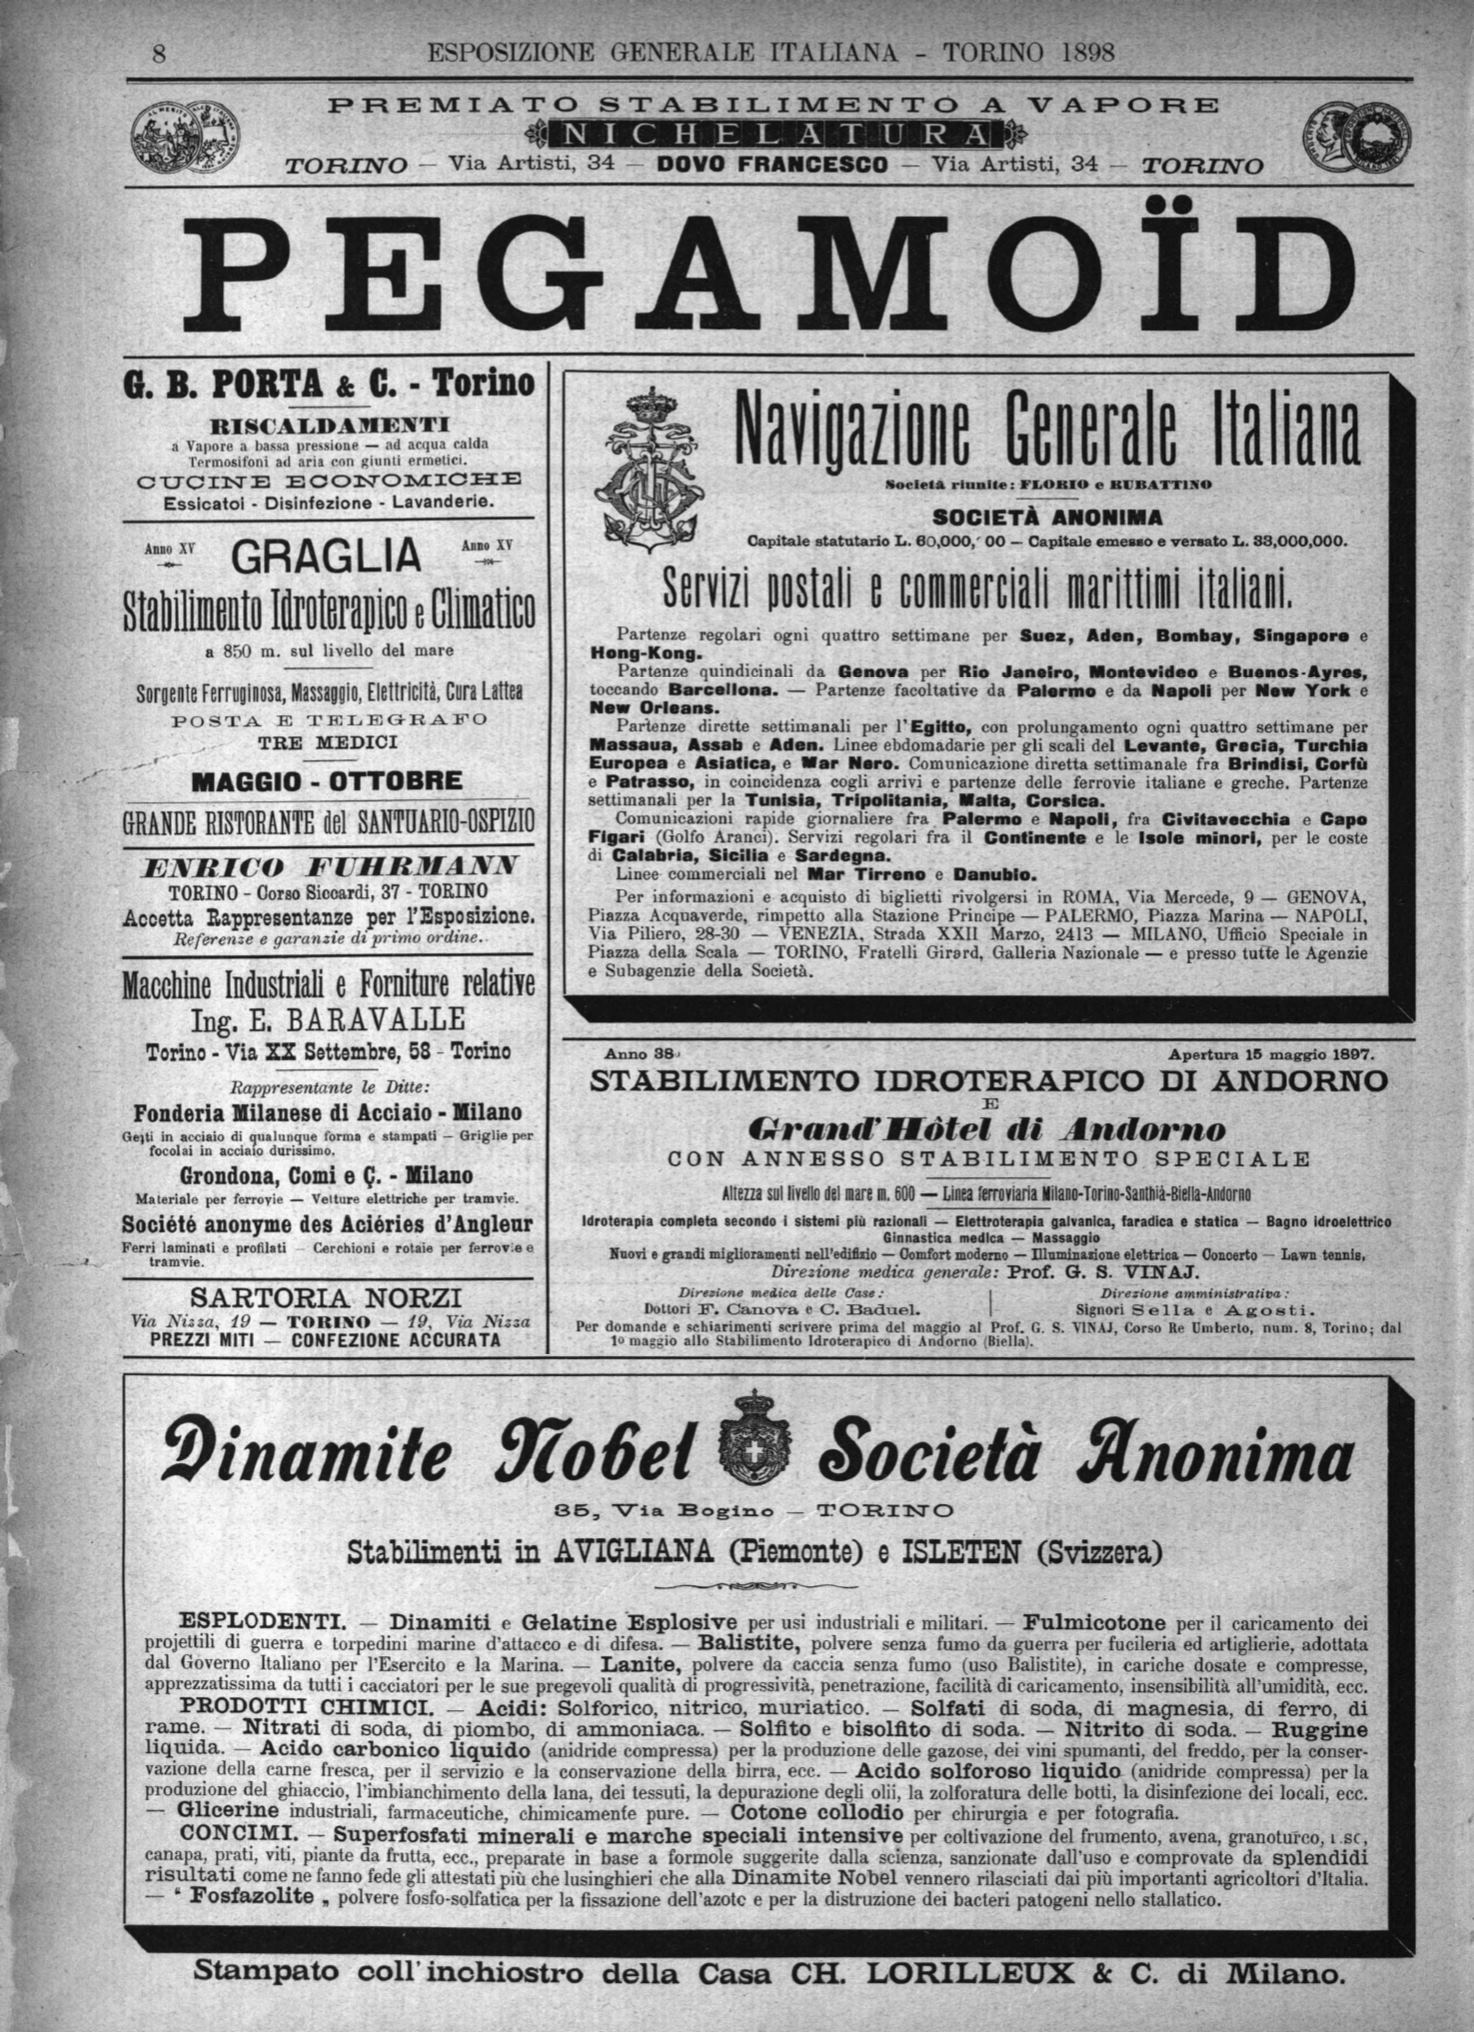 8
ESPOSIZIONE GENERALE ITALIANA - TORINO 1898
PREMIATO STABILIMENTO A VAPORE
NICHELATURA
TORINO — Via Artisti, 34 — DOVO FRANCESCO — Via Artisti, 34 — TORINO
PEGAMOÏD
G. B. PORTA & C. - Torino
RISCALDAMENTI
a Vapore a bassa pressione — ad acqua calda
Termosifoni ad aria con giunti ermetici.
CUCINE ECONOMICHE
Essicatoi - Disinfezione - Lavanderie.
Anno XV GRAGLIA Anno XV
Stabilimento Idroterapico e Climatico
a 850 m. sul livello del mare
Sorgente Ferruginosa, Massaggio, Elettricità, Cura Lattea
POSTA E TELEGRAFO
TRE MEDICI
MAGGIO - OTTOBRE
GRANDE RISTORANTE del SANTUARIO-OSPIZIO
ENRICO FUHRMANN
TORINO - Corso Siccardi, 37 - TORINO
Accetta Rappresentanze per l'Esposizione.
Referenze e garanzie di primo ordine.
Macchine Industriali e Forniture relative
Ing. E. BARAVALLE
Torino - Via XX Settembre, 58 - Torino
Rappresentante le Ditte:
Fonderia Milanese di Acciaio - Milano
Getti in acciaio di qualunque forma e stampati — Griglie per
focolai in acciaio durissimo.
Grondona, Comi e C. - Milano
Materiale per ferrovie — Vetture elettriche per tramvie.
Société anonyme des Aciéries d'Angleur
Ferri laminati e profilati — Cerchioni e rotaie per ferrovie e
tramvie.
SARTORIA NORZI
Via Nizza, 19 — TORINO — 19, Via Nizza
PREZZI MITI — CONFEZIONE ACCURATA
Navigazione Generale Italiana
Società riunite: FLORIO e RUBATTINO
SOCIETÀ ANONIMA
Capitale statutario L. 60,000, 00 — Capitale emesso e versato L. 33,000,000.
Servizi postali e commerciali marittimi italiani.
Partenze regolari ogni quattro settimane per Suez, Aden, Bombay, Singapore e
Hong-Kong.
Partenze quindicinali da Genova per Rio Janeiro, Montevideo e Buenos-Ayres,
toccando Barcellona. — Partenze facoltative da Palermo e da Napoli per New York e
New Orleans.
Partenze dirette settimanali per l'Egitto, con prolungamento ogni quattro settimane per
Massaua, Assab e Aden. Linee ebdomadarie per gli scali del Levante, Grecia, Turchia
Europea e Asiatica, e Mar Nero. Comunicazione diretta settimanale fra Brindisi, Corfù
e Patrasso, in coincidenza cogli arrivi e partenze delle ferrovie italiane e greche. Partenze
settimanali per la Tunisia, Tripolitania, Malta, Corsica.
Comunicazioni rapide giornaliere fra Palermo e Napoli, fra Civitavecchia e Capo
Figari (Golfo Aranci). Servizi regolari fra il Continente e le Isole minori, per le coste
di Calabria, Sicilia e Sardegna.
Linee commerciali nel Mar Tirreno e Danubio.
Per informazioni e acquisto di biglietti rivolgersi in ROMA, Via Mercede, 9 — GENOVA,
Piazza Acquaverde, rimpetto alla Stazione Principe — PALERMO, Piazza Marina — NAPOLI,
Via Piliero, 28-30 — VENEZIA, Strada XXII Marzo, 2413 — MILANO, Ufficio Speciale in
Piazza della Scala — TORINO, Fratelli Girard, Galleria Nazionale — e presso tutte le Agenzie
e Subagenzie della Società.
Anno 38 Apertura 15 maggio 1897.
STABILIMENTO IDROTERAPICO DI ANDORNO
E
Grand'Hôtel di Andorno
CON ANNESSO STABILIMENTO SPECIALE
Altezza sul livello del mare m. 600 — Linea ferroviaria Milano-Torino-Santhià-Biella-Andorno
Idroterapia completa secondo i sistemi più razionali — Elettroterapia galvanica, faradica e statica — Bagno idroelettrico
Ginnastica medica — Massaggio
Nuovi e grandi miglioramenti nell'edifizio — Comfort moderno — Illuminazione elettrica — Concerto — Lawn tennis,
Direzione medica generale: Prof. G. S. VINAJ.
Direzione medica delle Case:
Dottori F. Canova e C. Baduel.
Direzione amministrativa:
Signori Sella e Agosti.
Per domande e schiarimenti scrivere prima del maggio al Prof. G. S. VINAJ, Corso Re Umberto, num. 8, Torino; dal
1º maggio allo Stabilimento Idroterapico di Andorno (Biella).
Dinamite Nobel Società Anonima
35, Via Bogino — TORINO
Stabilimenti in AVIGLIANA (Piemonte) e ISLETEN (Svizzera)
ESPLODENTI. — Dinamiti e Gelatine Esplosive per usi industriali e militari. — Fulmicotone per il caricamento dei
projettili di guerra e torpedini marine d'attacco e di difesa. — Balistite, polvere senza fumo da guerra per fucileria ed artiglierie, adottata
dal Governo Italiano per l'Esercito e la Marina. — Lanite, polvere da caccia senza fumo (uso Balistite), in cariche dosate e compresse,
apprezzatissima da tutti i cacciatori per le sue pregevoli qualità di progressività, penetrazione, facilità di caricamento, insensibilità all'umidità, ecc.
PRODOTTI CHIMICI. — Acidi: Solforico, nitrico, muriatico. — Solfati di soda, di magnesia, di ferro, di
rame. — Nitrati di soda, di piombo, di ammoniaca. — Solfito e bisolfito di soda. — Nitrito di soda. — Ruggine
liquida. — Acido carbonico liquido (anidride compressa) per la produzione delle gazose, dei vini spumanti, del freddo, per la conser-
vazione della carne fresca, per il servizio e la conservazione della birra, ecc. — Acido solforoso liquido (anidride compressa) per la
produzione del ghiaccio, l'imbianchimento della lana, dei tessuti, la depurazione degli olii, la zolforatura delle botti, la disinfezione dei locali, ecc.
— Glicerine industriali, farmaceutiche, chimicamente pure. — Cotone collodio per chirurgia e per fotografia.
CONCIMI. — Superfosfati minerali e marche speciali intensive per coltivazione del frumento, avena, granoturco,
canapa, prati, viti, piante da frutta, ecc., preparate in base a formole suggerite dalla scienza, sanzionate dall'uso e comprovate da splendidi
risultati come ne fanno fede gli attestati più che lusinghieri che alla Dinamite Nobel vennero rilasciati dai più importanti agricoltori d'Italia.
— “ Fosfazolite „ polvere fosfo-solfatica per la fissazione dell'azoto e per la distruzione dei bacteri patogeni nello stallatico.
Stampato coll'inchiostro della Casa CH. LORILLEUX & C. di Milano.